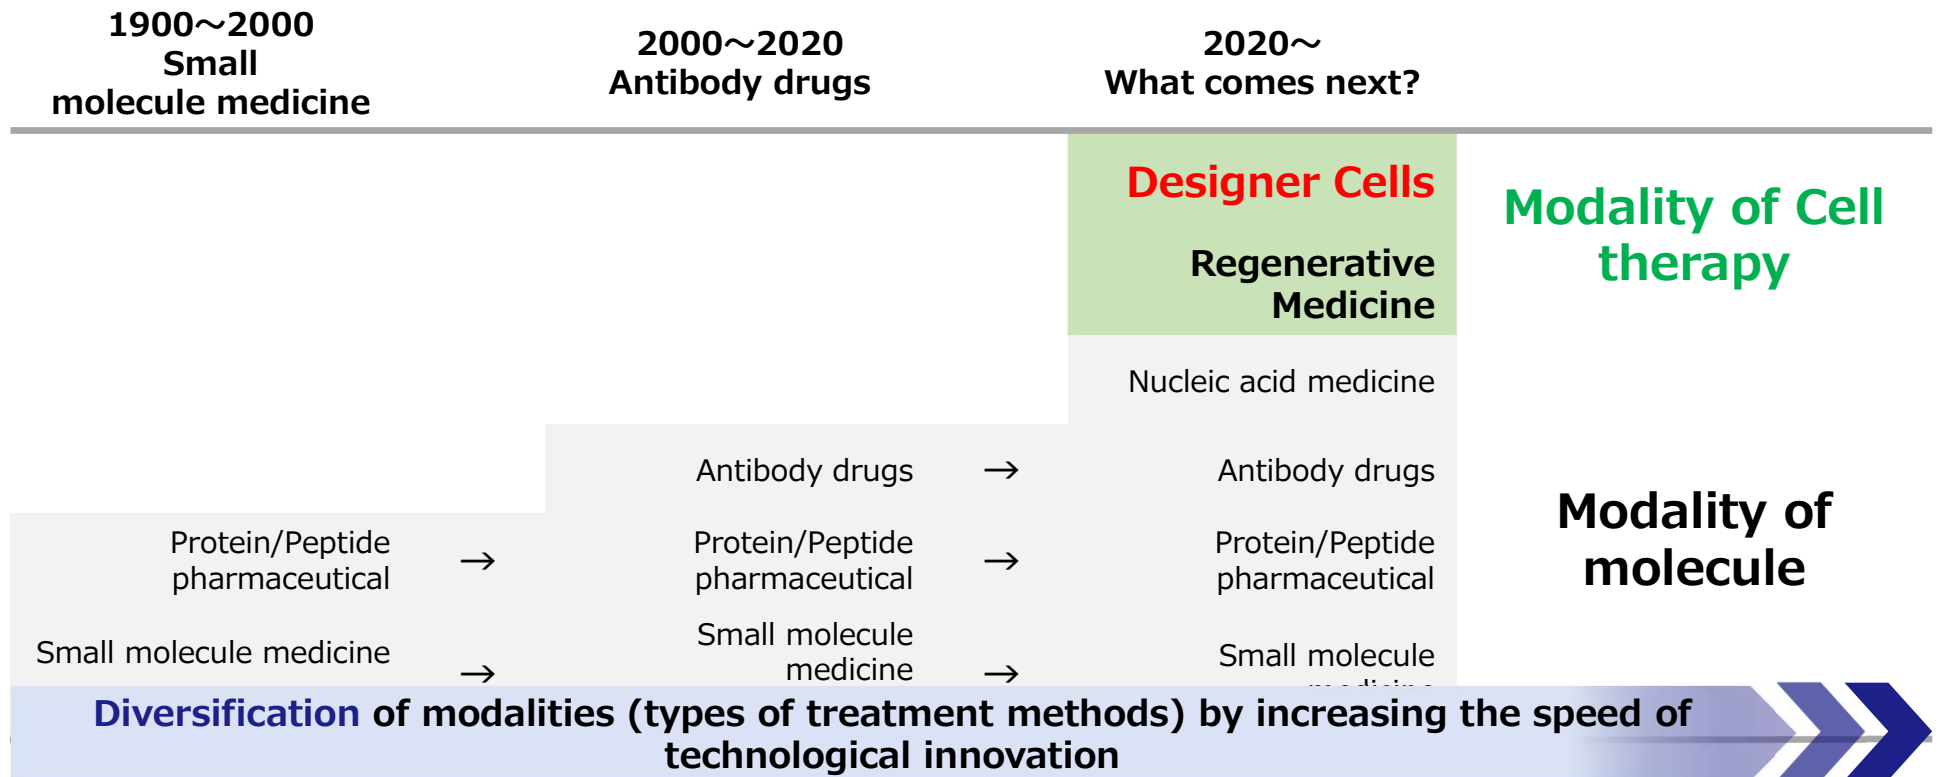 1900～2000
Small
molecule medicine
2000～2020
Antibody drugs
2020～
What comes next?
Designer Cells
Regenerative
Medicine
Modality of Cell
therapy
Nucleic acid medicine
Antibody drugs
→
Antibody drugs
Protein/Peptide
pharmaceutical
→
Protein/Peptide
pharmaceutical
→
Protein/Peptide
pharmaceutical
Modality of
molecule
Small molecule medicine
→
Small molecule
medicine
→
Small molecule
Diversification of modalities (types of treatment methods) by increasing the speed of
technological innovation